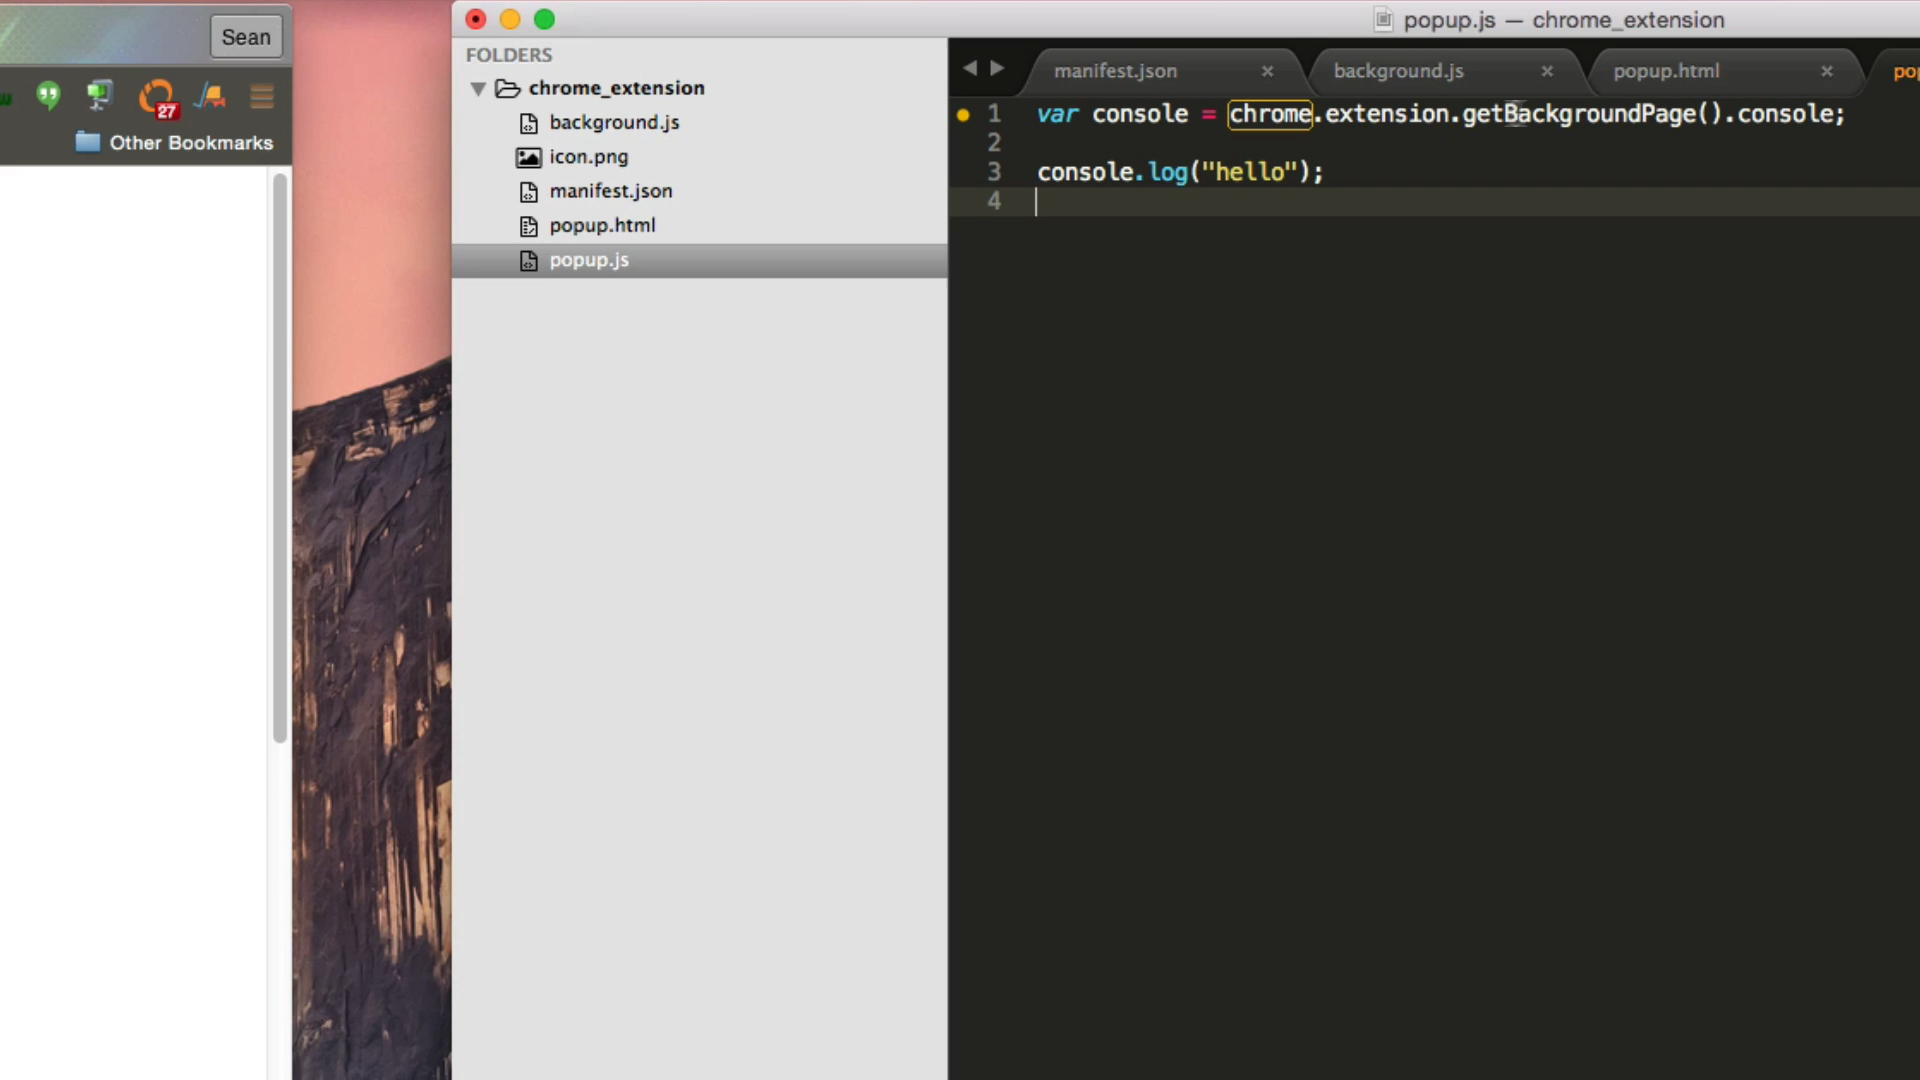 Sean
27
Other Bookmarks
popup.js — chrome_extension
FOLDERS
chrome_extension
background.js
icon.png
manifest.json
popup.html
popup.js
manifest.json
background.js
popup.html
1 var console = chrome.extension.getBackgroundPage().console;
2
3 console.log("hello");
4